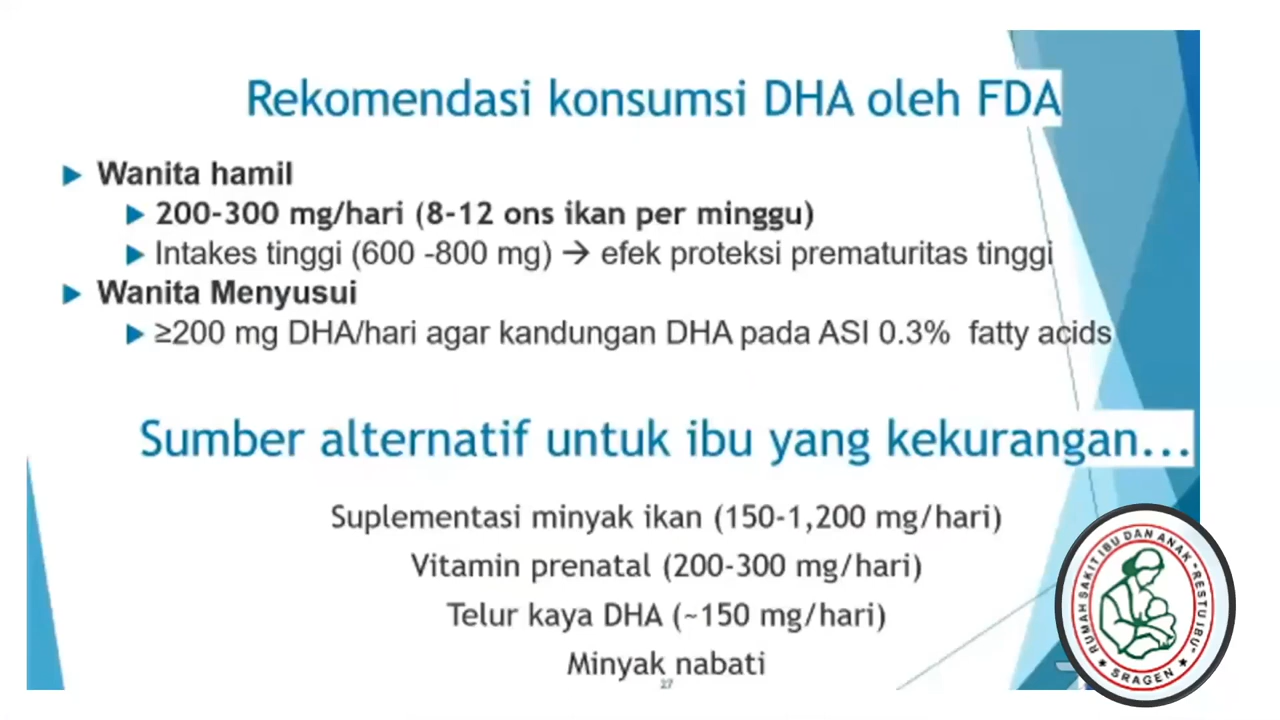 Rekomendasi konsumsi DHA oleh FDA
Wanita hamil
200-300 mg/hari (8-12 ons ikan per minggu)
Intakes tinggi (600 -800 mg) → efek proteksi prematuritas tinggi
Wanita Menyusui
≥200 mg DHA/hari agar kandungan DHA pada ASI 0.3% fatty acids
Sumber alternatif untuk ibu yang kekurangan...
Suplementasi minyak ikan (150-1,200 mg/hari)
Vitamin prenatal (200-300 mg/hari)
Telur kaya DHA (~150 mg/hari)
Minyak nabati
27
RUMAH SAKIT IBU DAN ANAK "RESTU IBU"
SRAGEN